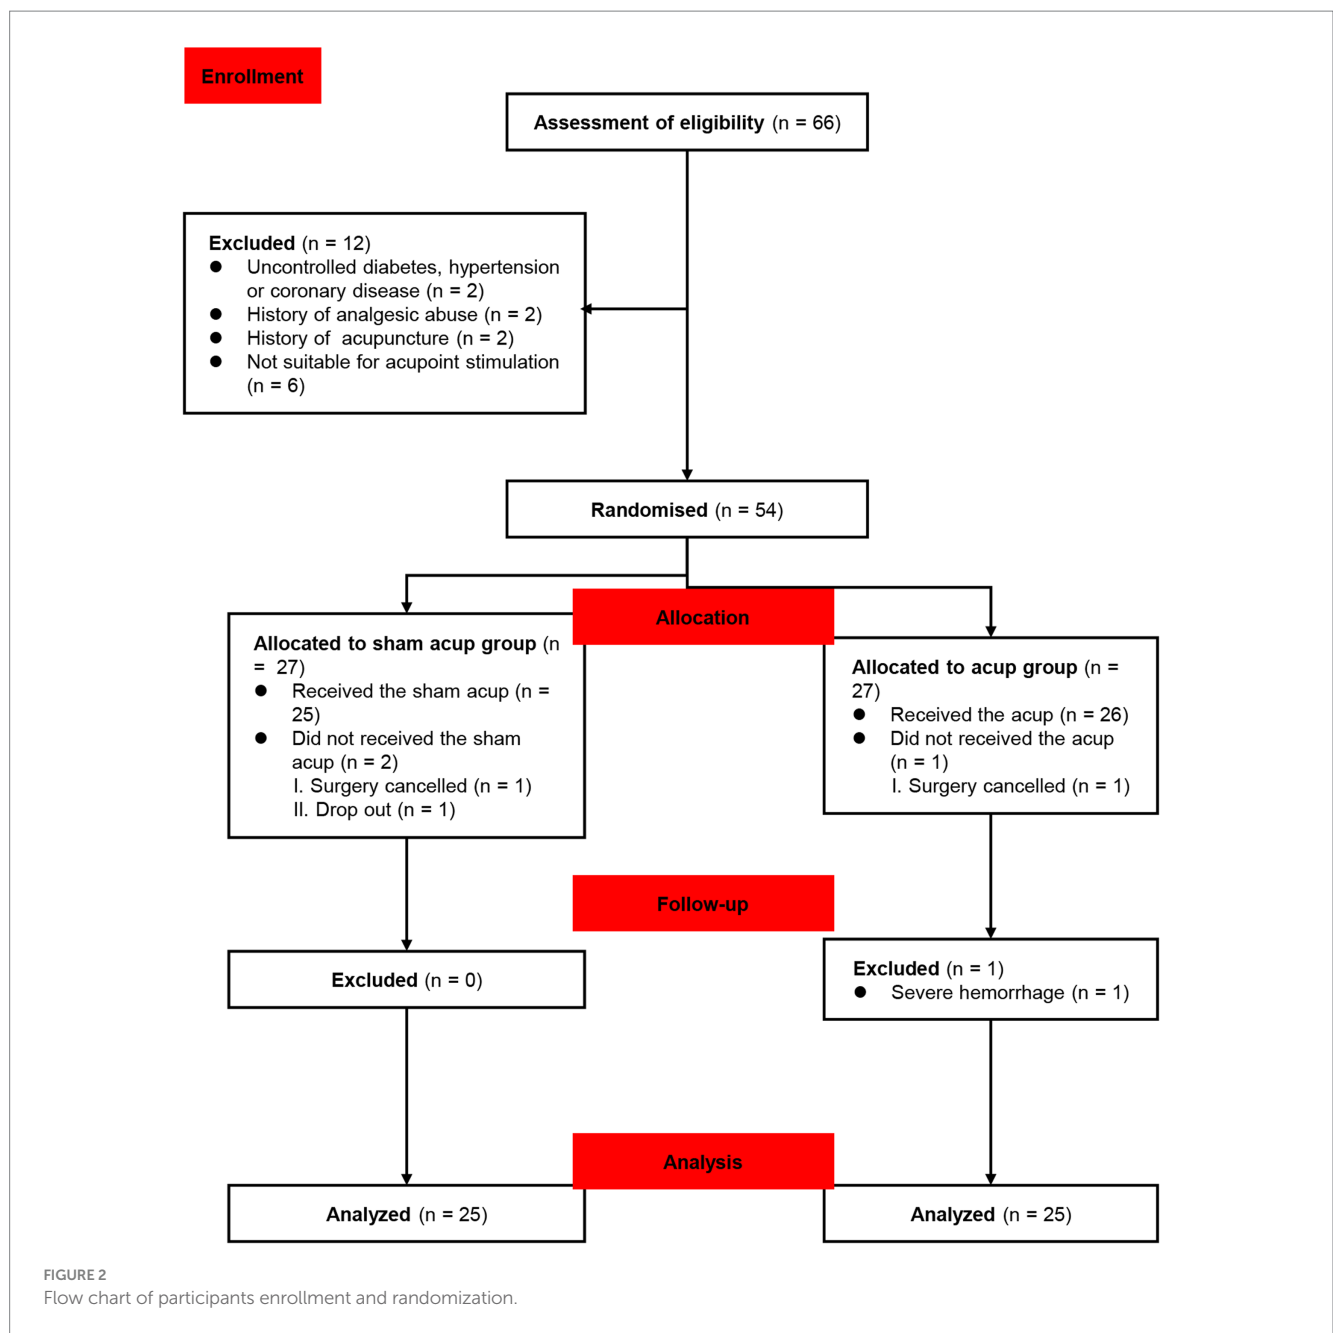 Enrollment
Assessment of eligibility (n = 66)
Excluded (n = 12)
● Uncontrolled diabetes, hypertension
or coronary disease (n = 2)
● History of analgesic abuse (n = 2)
● History of  acupuncture (n = 2)
● Not suitable for acupoint stimulation
(n = 6)
Randomised (n = 54)
Allocation
Allocated to sham acup group (n
=  27)
● Received the sham acup (n =
25)
● Did not received the sham
acup (n = 2)
I. Surgery cancelled (n = 1)
II. Drop out (n = 1)
Allocated to acup group (n =
27)
● Received the acup (n = 26)
● Did not received the acup
(n = 1)
I. Surgery cancelled (n = 1)
Follow-up
Excluded (n = 0)
Excluded (n = 1)
● Severe hemorrhage (n = 1)
Analysis
Analyzed (n = 25)
Analyzed (n = 25)
FIGURE 2
Flow chart of participants enrollment and randomization.